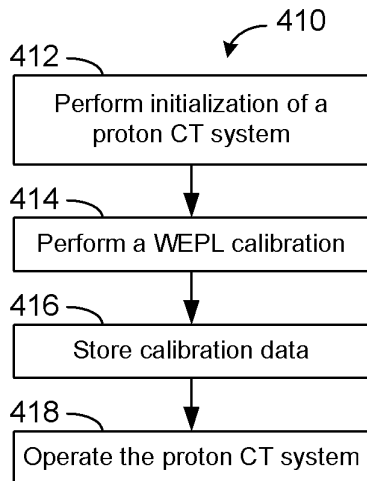 410
412
Perform initialization of a
proton CT system
414
Perform a WEPL calibration
416
Store calibration data
418
Operate the proton CT system